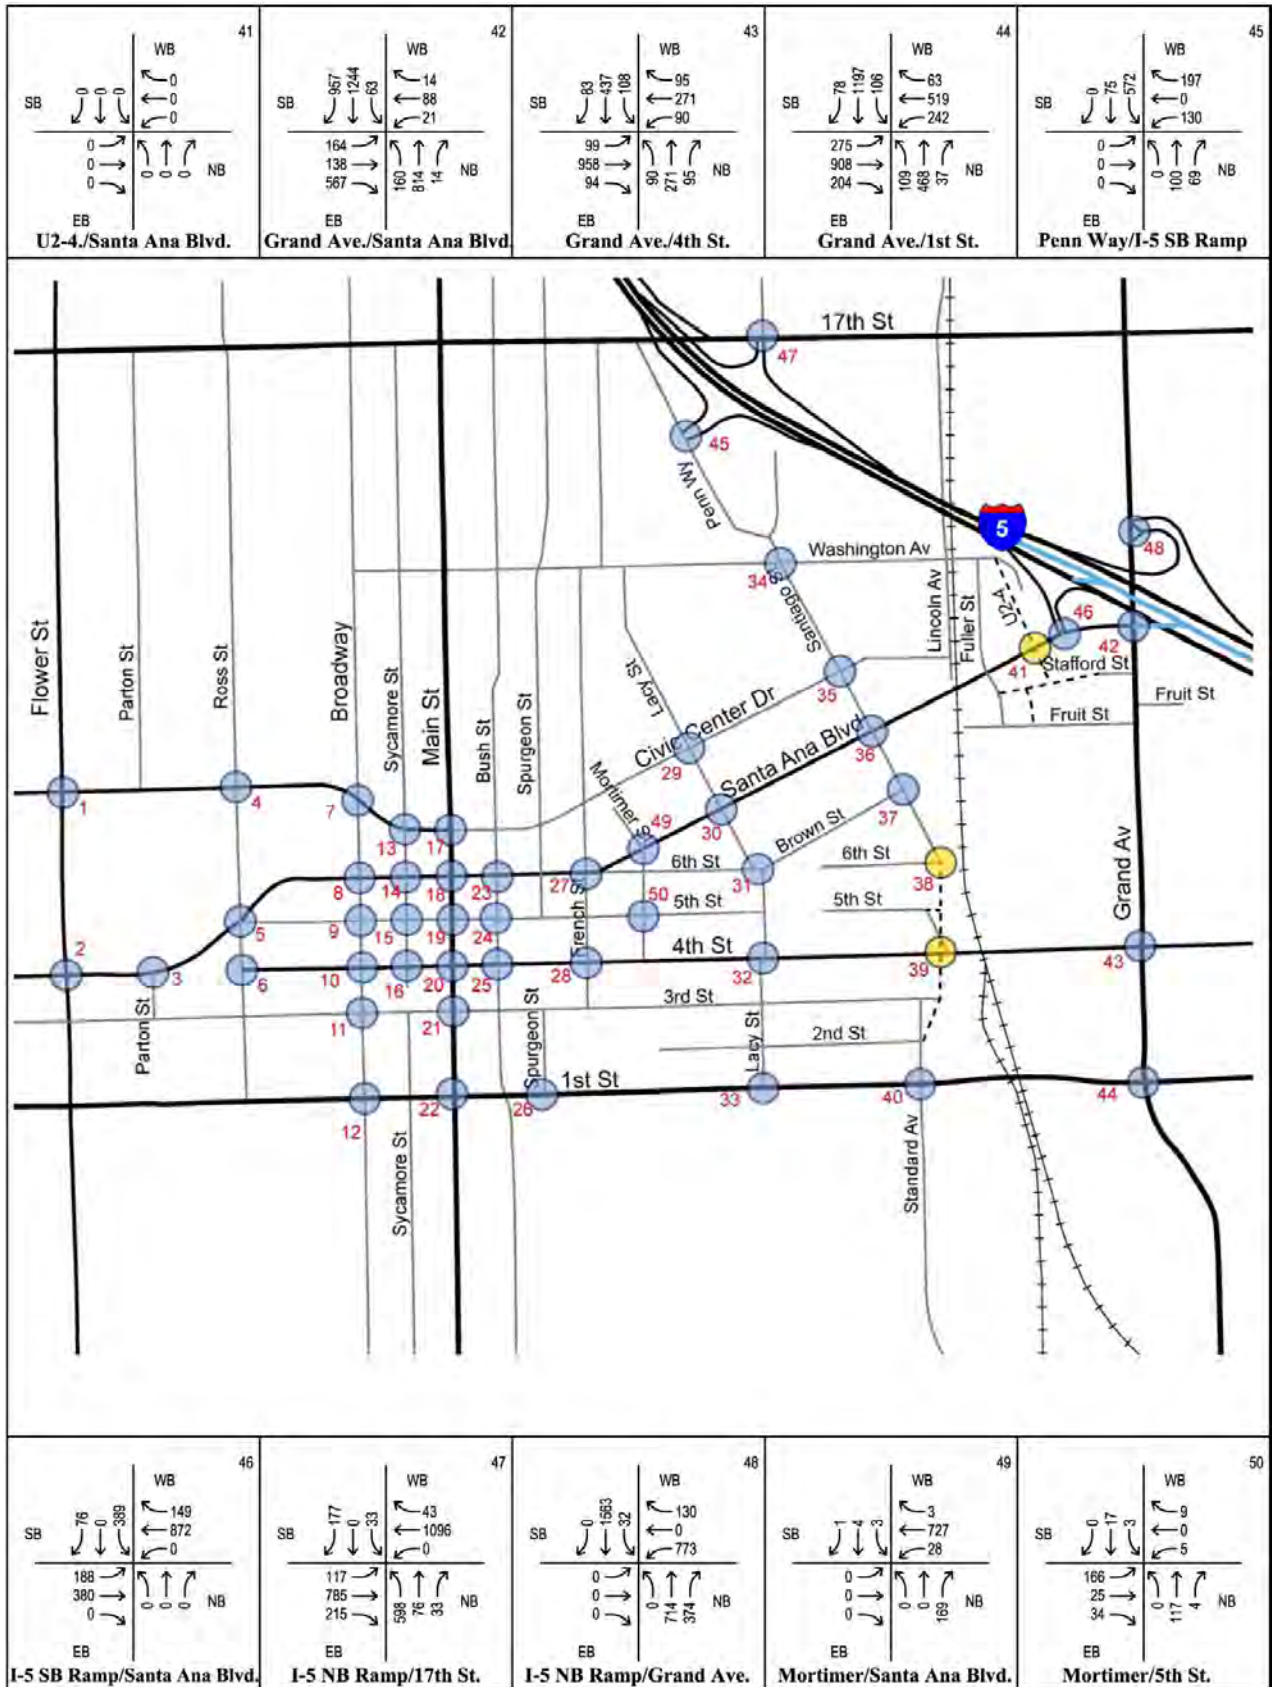 41
WB
SB
0 0 0
0
0
0
0
0
0
0 0 0
NB
EB
U2-4./Santa Ana Blvd.
42
WB
957 1244 63
14
88
21
164
138
567
160 814 14
Grand Ave./Santa Ana Blvd.
43
WB
SB
83 437 108
95
271
90
99
958
94
90 271 95
NB
EB
Grand Ave./4th St.
44
WB
SB
78 1197 106
63
519
242
275
908
204
109 468 37
NB
EB
Grand Ave./1st St.
45
WB
SB
0 75 572
197
0
130
0
0
0
0 100 69
NB
EB
Penn Way/I-5 SB Ramp
17th St
47
45
Penn Wy
5
48
Washington Av
34
Santiago St
Lincoln Av
Fuller St
U2-4
46
42
41
Stafford St
Fruit St
Fruit St
Flower St
Parton St
Ross St
Broadway
Sycamore St
Main St
Bush St
Spurgeon St
Lacy St
35
Civic Center Dr
29
Santa Ana Blvd
36
Mortimer S
49
30
Brown St
37
1
4
7
13
17
6th St
6th St
38
8
14
18
23
27
31
50
5th St
5th St
5
9
15
19
24
French S
4th St
Grand Av
2
3
6
10
16
20
25
28
32
39
43
3rd St
11
21
2nd St
Parton St
Spurgeon St
Lacy St
1st St
12
22
26
33
40
44
Sycamore St
Standard Av
46
WB
SB
76 0 389
149
872
0
188
380
0
0 0 0
NB
EB
I-5 SB Ramp/Santa Ana Blvd.
47
WB
SB
177 0 33
43
1096
0
117
785
215
598 76 33
NB
EB
I-5 NB Ramp/17th St.
48
WB
SB
0 1563 32
130
0
773
0
0
0
0 714 374
NB
EB
I-5 NB Ramp/Grand Ave.
49
WB
SB
1 4 3
3
727
28
0
439
0
0 0 169
NB
EB
Mortimer/Santa Ana Blvd.
50
WB
SB
0 17 3
9
0
5
166
25
34
0 117 4
NB
EB
Mortimer/5th St.